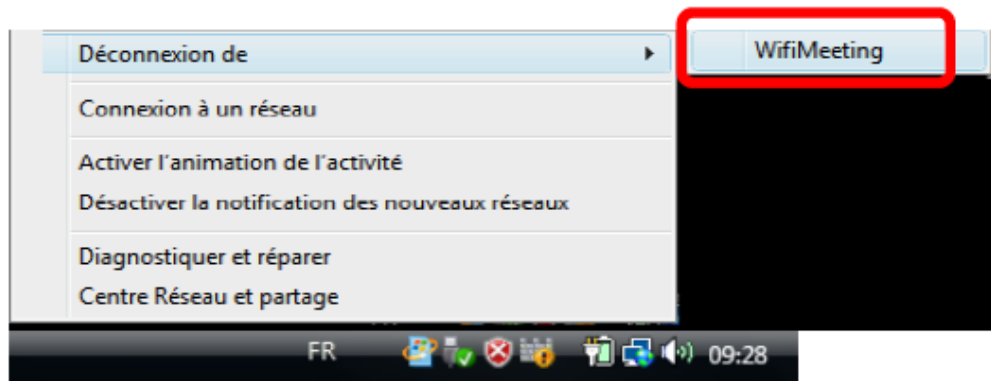 Déconnexion de
WifiMeeting
Connexion à un réseau
Activer l'animation de l'activité
Désactiver la notification des nouveaux réseaux
Diagnostiquer et réparer
Centre Réseau et partage
FR 09:28